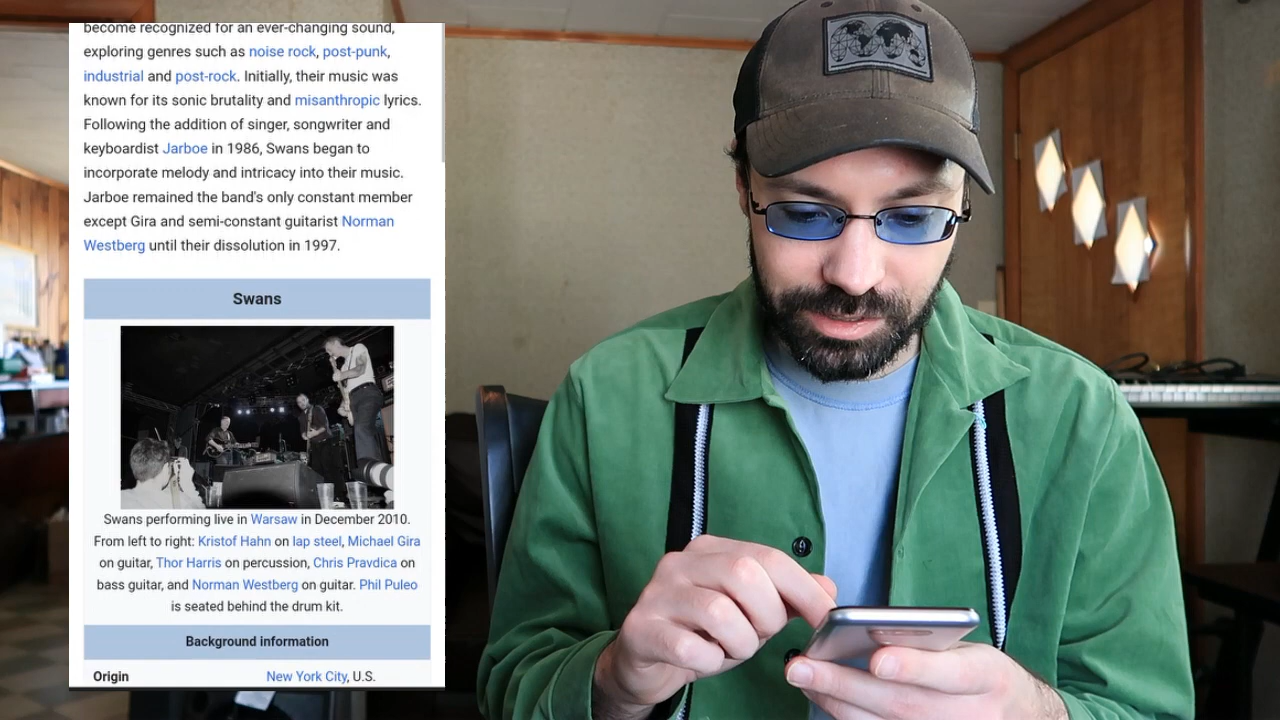 become recognized for an ever-changing sound,
exploring genres such as noise rock, post-punk,
industrial and post-rock. Initially, their music was
known for its sonic brutality and misanthropic lyrics.
Following the addition of singer, songwriter and
keyboardist Jarboe in 1986, Swans began to
incorporate melody and intricacy into their music.
Jarboe remained the band's only constant member
except Gira and semi-constant guitarist Norman
Westberg until their dissolution in 1997.
Swans
Swans performing live in Warsaw in December 2010.
From left to right: Kristof Hahn on lap steel, Michael Gira
on guitar, Thor Harris on percussion, Chris Pravdica on
bass guitar, and Norman Westberg on guitar. Phil Puleo
is seated behind the drum kit.
Background information
Origin New York City, U.S.